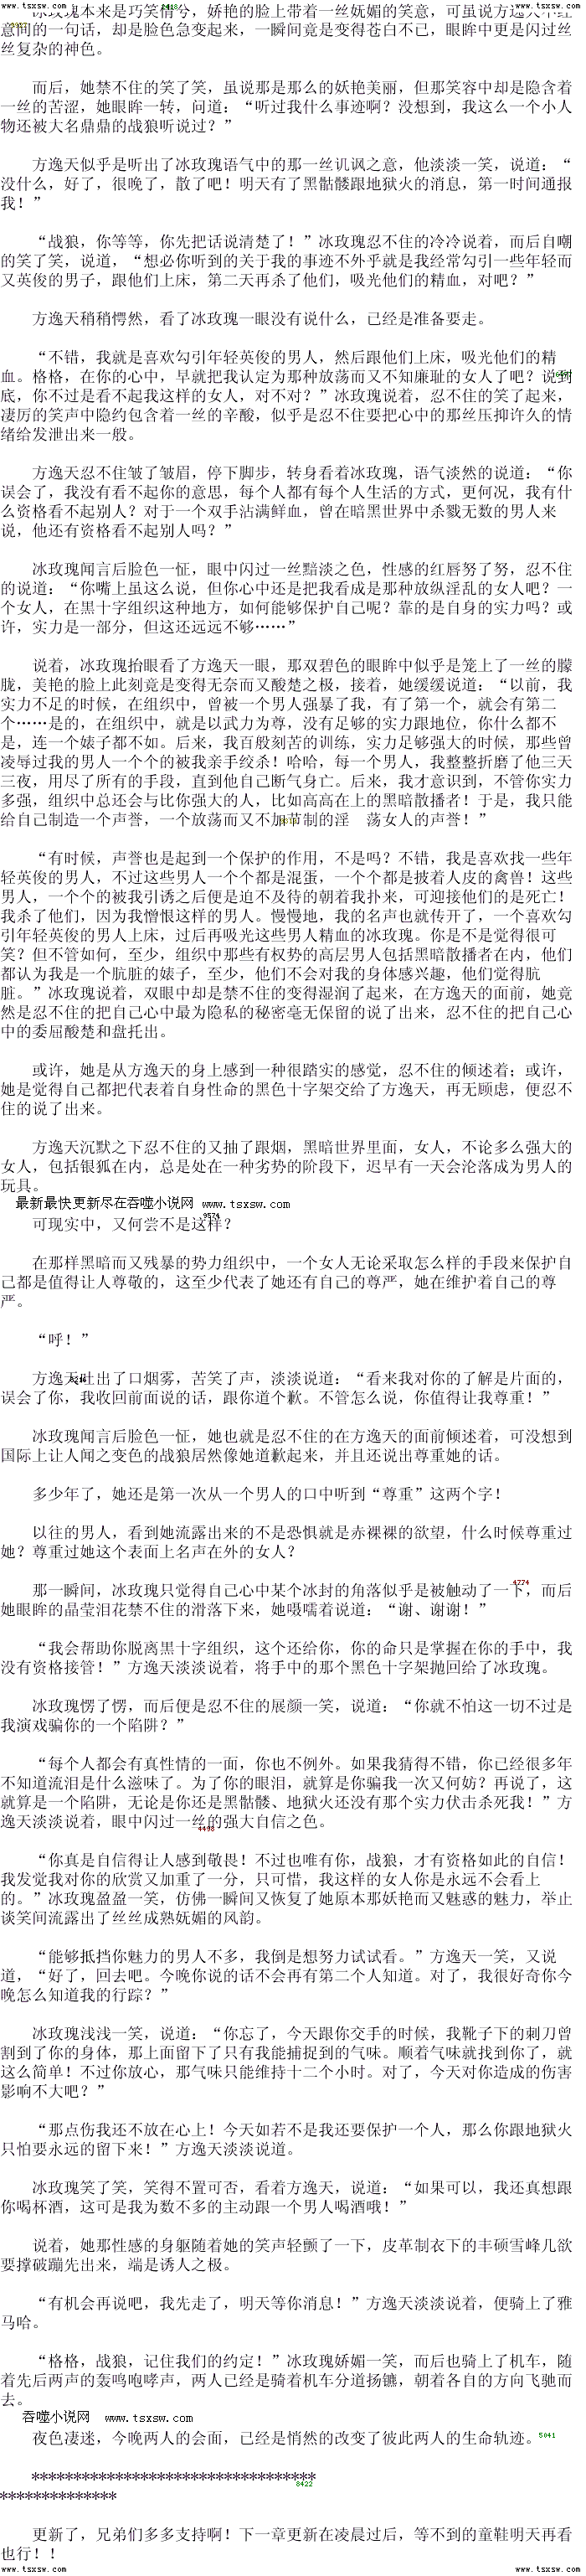 www.tsxsw.com 2418 www.tsxsw.com
冰玫瑰本来是巧笑情兮，娇艳的脸上带着一丝妩媚的笑意，可虽说方逸天不经
意间的一句话，却是脸色急变起来，一瞬间竟是变得苍白不已，眼眸中更是闪过丝
丝复杂的神色。
而后，她禁不住的笑了笑，虽说那是那么的妖艳美丽，但那笑容中却是隐含着
一丝的苦涩，她眼眸一转，问道：“听过我什么事迹啊？没想到，我这么一个小人
物还被大名鼎鼎的战狼听说过？”
方逸天似乎是听出了冰玫瑰语气中的那一丝讥讽之意，他淡淡一笑，说道：“
没什么，好了，很晚了，散了吧！明天有了黑骷髅跟地狱火的消息，第一时间通报
我！”
“战狼，你等等，你先把话说清楚了！”冰玫瑰忍不住的冷冷说着，而后自嘲
的笑了笑，说道，“想必你听到的关于我的事迹不外乎就是我经常勾引一些年轻而
又英俊的男子，跟他们上床，第二天再杀了他们，吸光他们的精血，对吧？”
方逸天稍稍愕然，看了冰玫瑰一眼没有说什么，已经是准备要走。
“不错，我就是喜欢勾引年轻英俊的男人，然后跟他们上床，吸光他们的精
血。格格，在你的心中，早就把我认定为那种放荡而又不知廉耻的女人了吧？说到
底，你不过是看不起我这样的女人，对不对？”冰玫瑰说着，忍不住的笑了起来，
凄厉的笑声中隐约包含着一丝的辛酸，似乎是忍不住要把心中的那丝压抑许久的情
绪给发泄出来一般。
方逸天忍不住皱了皱眉，停下脚步，转身看着冰玫瑰，语气淡然的说道：“你
误会了，我没有看不起你的意思，每个人都有每个人生活的方式，更何况，我有什
么资格看不起别人？对于一个双手沾满鲜血，曾在暗黑世界中杀戮无数的男人来
说，他还有资格看不起别人吗？”
冰玫瑰闻言后脸色一怔，眼中闪过一丝黯淡之色，性感的红唇努了努，忍不住
的说道：“你嘴上虽这么说，但你心中还是把我看成是那种放纵淫乱的女人吧？一
个女人，在黑十字组织这种地方，如何能够保护自己呢？靠的是自身的实力吗？或
许，实力是一部分，但这还远远不够……”
说着，冰玫瑰抬眼看了方逸天一眼，那双碧色的眼眸中似乎是笼上了一丝的朦
胧，美艳的脸上此刻竟是变得无奈而又酸楚之极，接着，她缓缓说道：“以前，我
实力不足的时候，在组织中，曾被一个男人强暴了我，有了第一个，就会有第二
个……是的，在组织中，就是以武力为尊，没有足够的实力跟地位，你什么都不
是，连一个婊子都不如。后来，我百般刻苦的训练，实力足够强大的时候，那些曾
凌辱过我的男人一个个的被我亲手绞杀！哈哈，每一个男人，我整整折磨了他三天
三夜，用尽了所有的手段，直到他自己断气身亡。后来，我才意识到，不管你实力
多强，组织中总还会与比你强大的人，比如高高在上的黑暗散播者！于是，我只能
给自己制造一个声誉，一个放荡而又不加 制的淫　荡女人的声誉！”
“有时候，声誉也是起到一个保护的作用，不是吗？不错，我是喜欢找一些年
轻英俊的男人，不过这些男人一个个都是混蛋，一个个都是披着人皮的禽兽！这些
男人，一个个的被我引诱之后便是迫不及待的朝着我扑来，可迎接他们的是死亡！
我杀了他们，因为我憎恨这样的男人。慢慢地，我的名声也就传开了，一个喜欢勾
引年轻英俊的男人上床，过后再吸光这些男人精血的冰玫瑰。你是不是觉得很可
笑？但不管如何，至少，组织中那些有权势的高层男人包括黑暗散播者在内，他们
都认为我是一个肮脏的婊子，至少，他们不会对我的身体感兴趣，他们觉得肮
脏。”冰玫瑰说着，双眼中却是禁不住的变得湿润了起来，在方逸天的面前，她竟
然是忍不住的把自己心中最为隐私的秘密毫无保留的说了出来，忍不住的把自己心
中的委屈酸楚和盘托出。
或许，她是从方逸天的身上感到一种很踏实的感觉，忍不住的倾述着；或许，
她是觉得自己都把代表着自身性命的黑色十字架交给了方逸天，再无顾虑，便忍不
住的说了出来。
方逸天沉默之下忍不住的又抽了跟烟，黑暗世界里面，女人，不论多么强大的
女人，包括银狐在内，总是处在一种劣势的阶段下，迟早有一天会沦落成为男人的
玩具。
最新最快更新尽在吞噬小说网 www.tsxsw.com
9574
可现实中，又何尝不是这样？
在那样黑暗而又残暴的势力组织中，一个女人无论采取怎么样的手段来保护自
己都是值得让人尊敬的，这至少代表了她还有自己的尊严，她在维护着自己的尊
严。
“呼！”
方逸天吐出了口烟雾，苦笑了声，淡淡说道：“看来我对你的了解是片面的，
误会了你，我收回前面说的话，跟你道个歉。不管怎么说，你值得让我尊重！”
冰玫瑰闻言后脸色一怔，她也就是忍不住的在方逸天的面前倾述着，可没想到
国际上让人闻之变色的战狼居然像她道歉起来，并且还说出尊重她的话。
多少年了，她还是第一次从一个男人的口中听到“尊重”这两个字！
以往的男人，看到她流露出来的不是恐惧就是赤裸裸的欲望，什么时候尊重过
她？尊重过她这个表面上名声在外的女人？
4774
那一瞬间，冰玫瑰只觉得自己心中某个冰封的角落似乎是被触动了一下，而后
她眼眸的晶莹泪花禁不住的滑落下来，她嗫嚅着说道：“谢、谢谢！”
“我会帮助你脱离黑十字组织，这个还给你，你的命只是掌握在你的手中，我
没有资格接管！”方逸天淡淡说着，将手中的那个黑色十字架抛回给了冰玫瑰。
冰玫瑰愣了愣，而后便是忍不住的展颜一笑，说道：“你就不怕这一切不过是
我演戏骗你的一个陷阱？”
“每个人都会有真性情的一面，你也不例外。如果我猜得不错，你已经很多年
不知道流泪是什么滋味了。为了你的眼泪，就算是你骗我一次又何妨？再说了，这
就算是一个陷阱，无论是你还是黑骷髅、地狱火还没有那个实力伏击杀死我！”方
逸天淡淡说着，眼中闪过一丝的强大自信之色。
4498
“你真是自信得让人感到敬畏！不过也唯有你，战狼，才有资格如此的自信！
我发觉我对你的欣赏又加重了一分，只可惜，我这样的女人你是永远不会看上
的。”冰玫瑰盈盈一笑，仿佛一瞬间又恢复了她原本那妖艳而又魅惑的魅力，举止
谈笑间流露出了丝丝成熟妩媚的风韵。
“能够抵挡你魅力的男人不多，我倒是想努力试试看。”方逸天一笑，又说
道，“好了，回去吧。今晚你说的话不会再有第二个人知道。对了，我很好奇你今
晚怎么知道我的行踪？”
冰玫瑰浅浅一笑，说道：“你忘了，今天跟你交手的时候，我靴子下的刺刀曾
割到了你的身体，那上面留下了只有我能捕捉到的气味。顺着气味就找到你了，就
这么简单！不过你放心，那气味只能维持十二个小时。对了，今天对你造成的伤害
影响不大吧？”
“那点伤我还不放在心上！今天如若不是我还要保护一个人，那么你跟地狱火
只怕要永远的留下来！”方逸天淡淡说道。
冰玫瑰笑了笑，笑得不置可否，看着方逸天，说道：“如果可以，我还真想跟
你喝杯酒，这可是我为数不多的主动跟一个男人喝酒哦！”
说着，她那性感的身躯随着她的笑声轻颤了一下，皮革制衣下的丰硕雪峰几欲
要撑破蹦先出来，端是诱人之极。
“有机会再说吧，我先走了，明天等你消息！”方逸天淡淡说着，便骑上了雅
马哈。
“格格，战狼，记住我们的约定！”冰玫瑰娇媚一笑，而后也骑上了机车，随
着先后两声的轰鸣咆哮声，两人已经是骑着机车分道扬镳，朝着各自的方向飞驰而
去。
吞噬小说网 www.tsxsw.com
夜色凄迷，今晚两人的会面，已经是悄然的改变了彼此两人的生命轨迹。 5041
**********************************
8422
**************
更新了，兄弟们多多支持啊！下一章更新在凌晨过后，等不到的童鞋明天再看
也行！！
www.tsxsw.com www.tsxsw.com